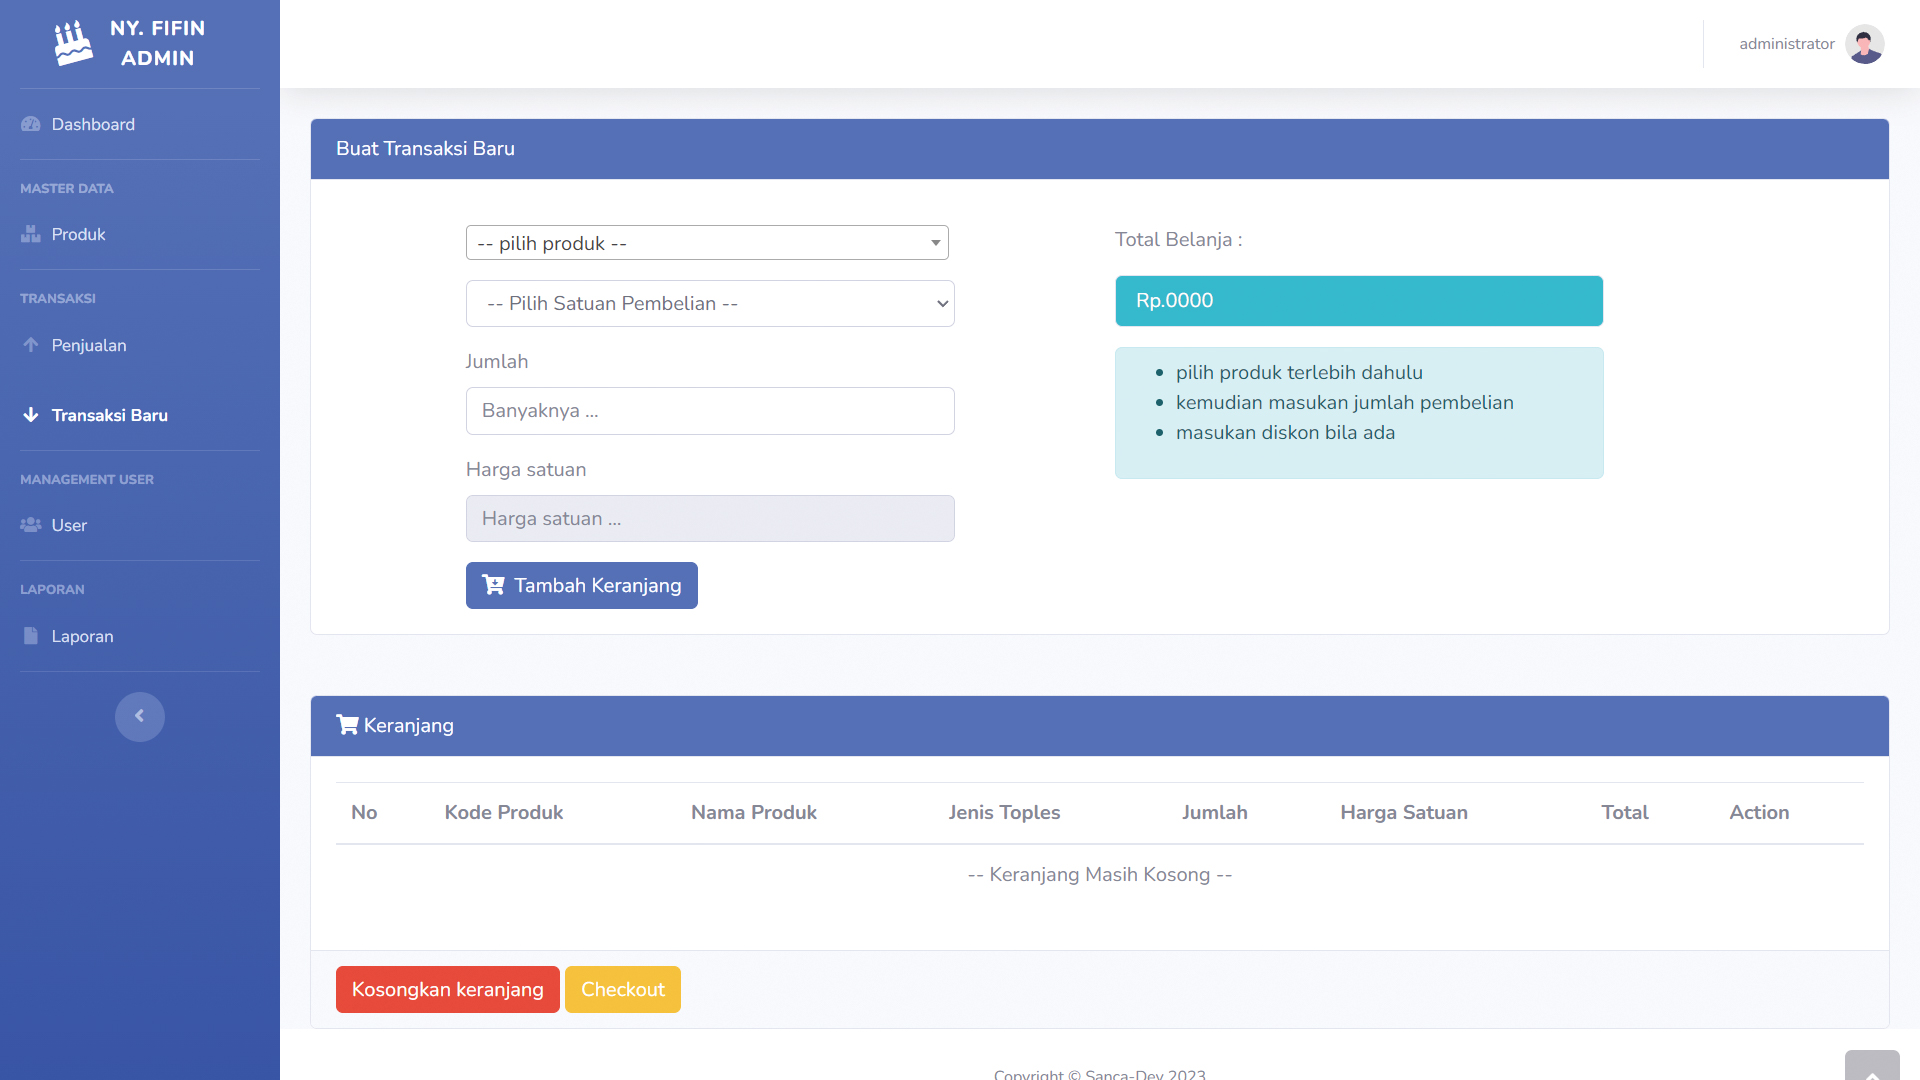 NY. FIFIN
ADMIN
administrator
Dashboard
MASTER DATA
Produk
TRANSAKSI
Penjualan
Transaksi Baru
MANAGEMENT USER
User
LAPORAN
Laporan
Buat Transaksi Baru
-- pilih produk --
-- Pilih Satuan Pembelian --
Jumlah
Banyaknya ...
Harga satuan
Harga satuan ...
Tambah Keranjang
Total Belanja :
Rp.0000
• pilih produk terlebih dahulu
• kemudian masukan jumlah pembelian
• masukan diskon bila ada
Keranjang
No Kode Produk Nama Produk Jenis Toples Jumlah Harga Satuan Total Action
-- Keranjang Masih Kosong --
Kosongkan keranjang Checkout
Copyright © Sanca-Dev 2023